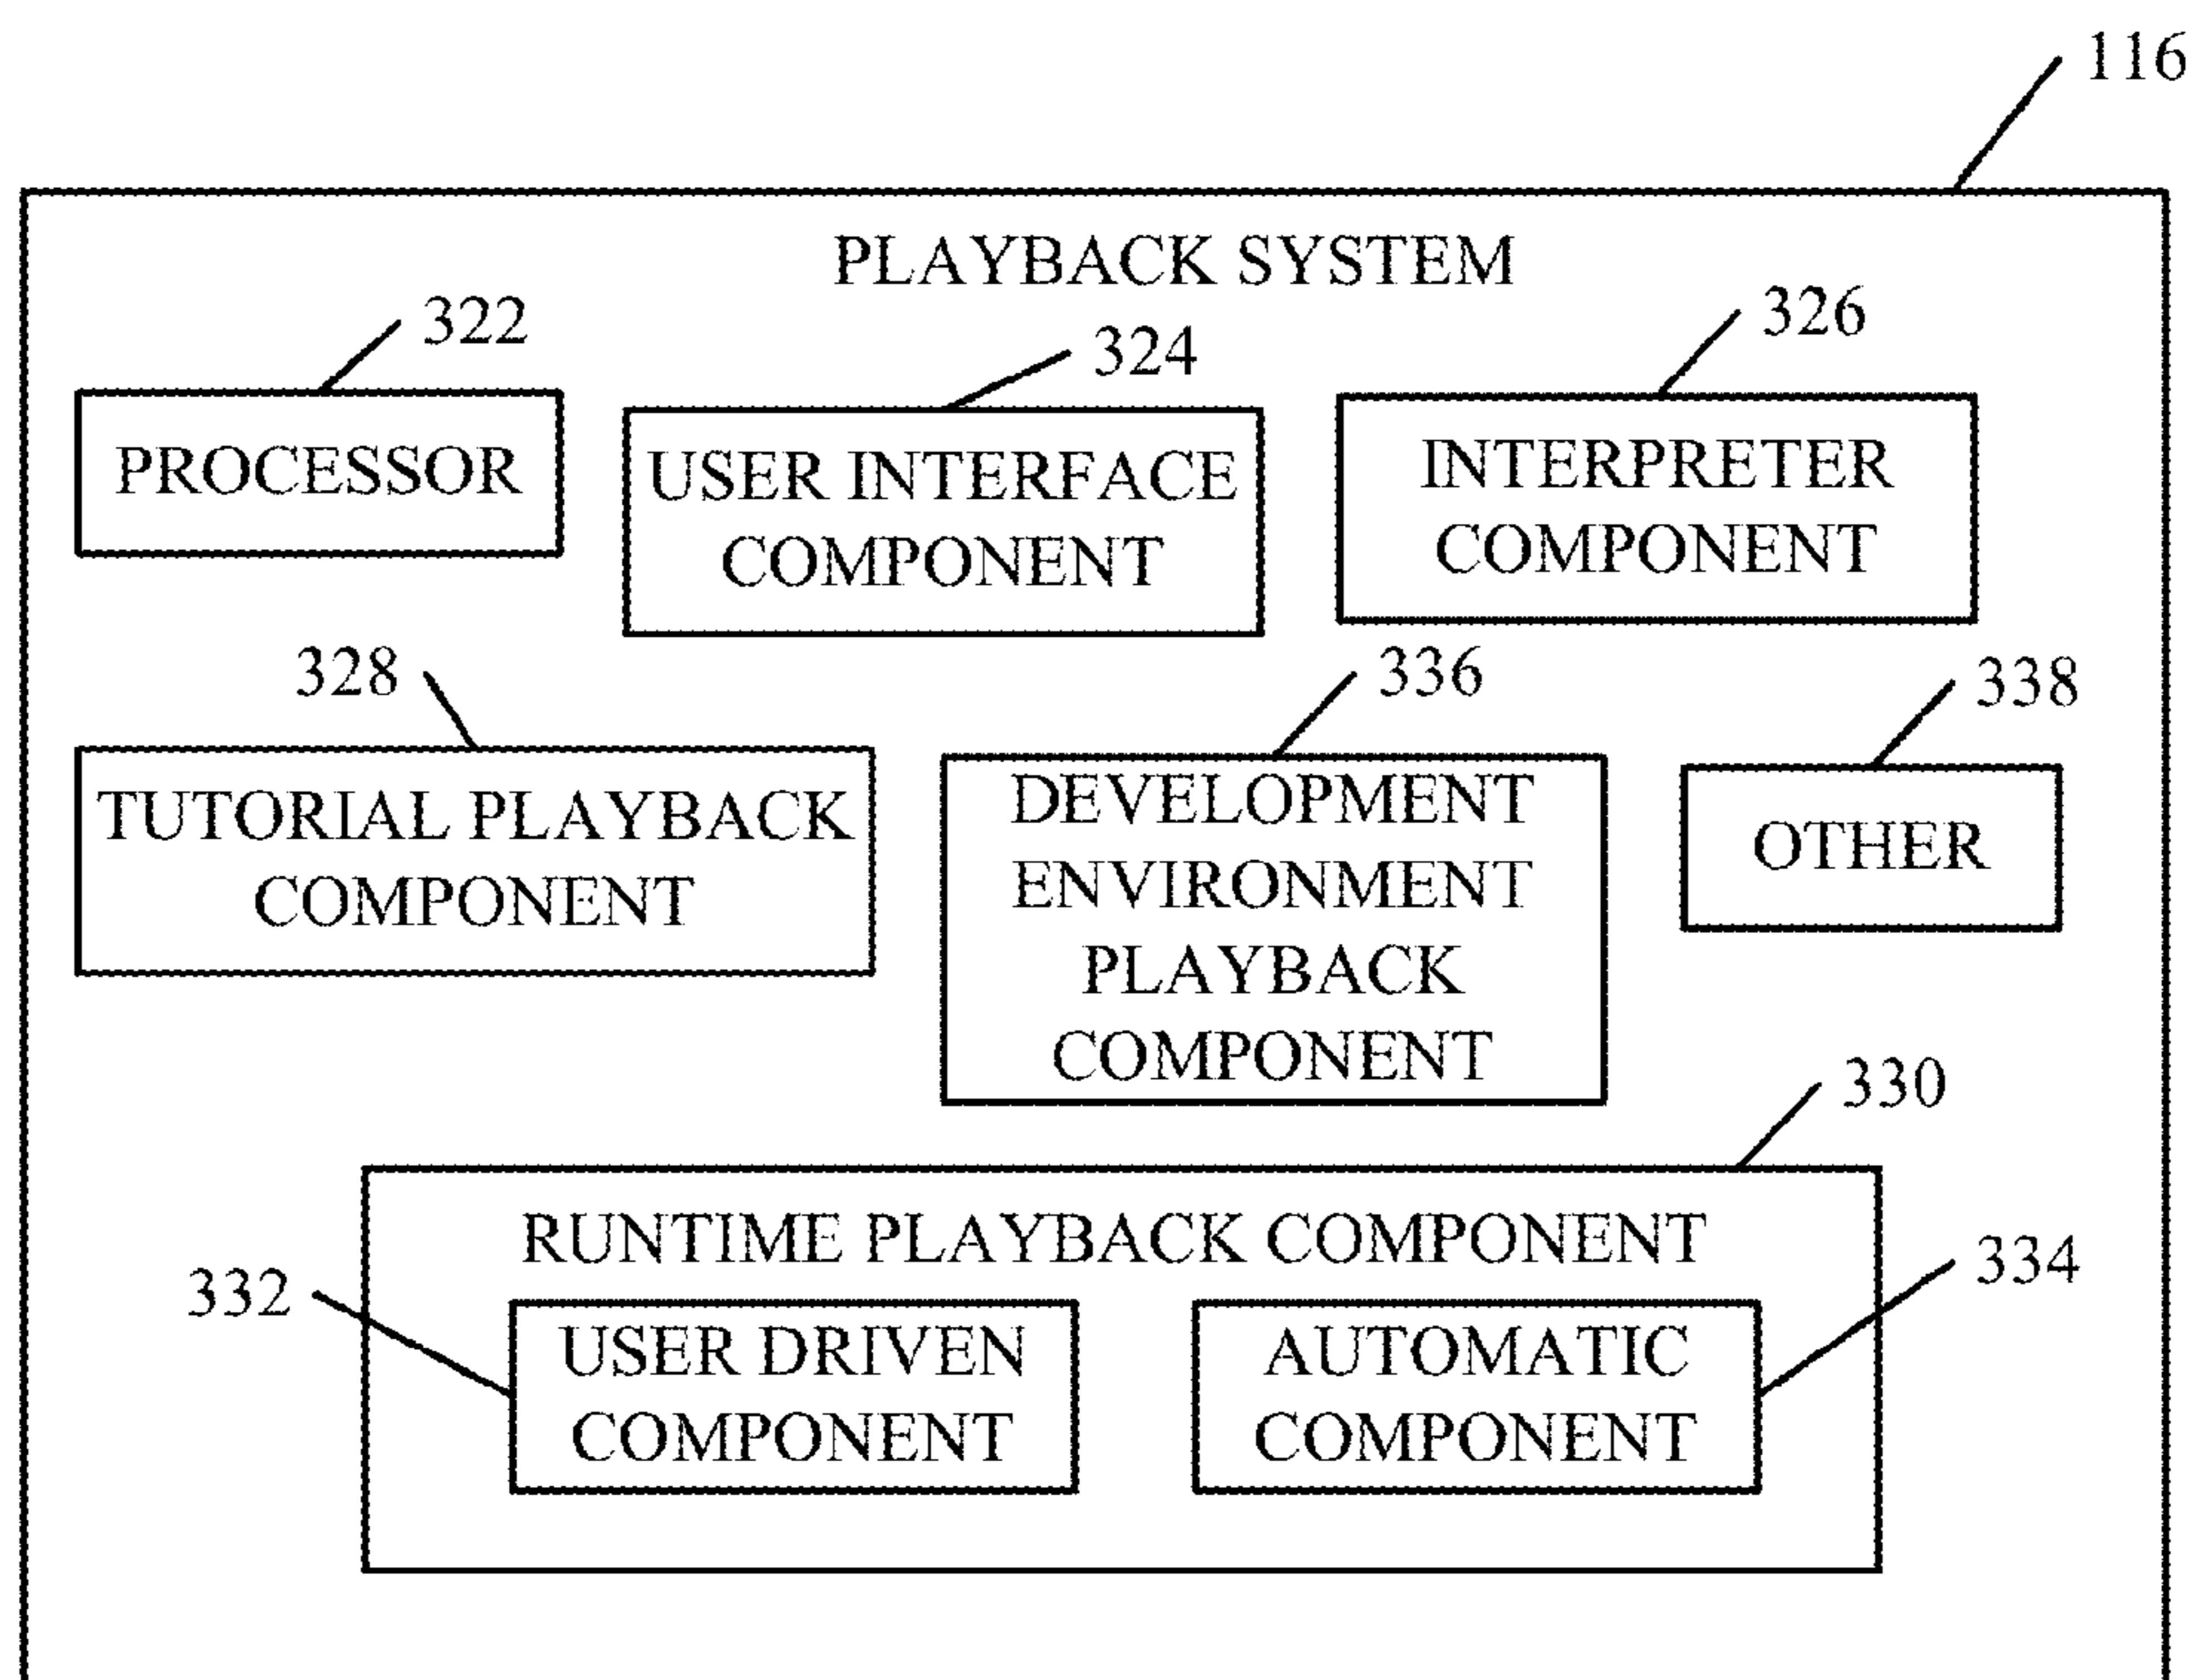 116
PLAYBACK SYSTEM
322
324
326
PROCESSOR
USER INTERFACE
COMPONENT
INTERPRETER
COMPONENT
328
336
338
TUTORIAL PLAYBACK
COMPONENT
DEVELOPMENT
ENVIRONMENT
PLAYBACK
COMPONENT
OTHER
330
RUNTIME PLAYBACK COMPONENT
332
334
USER DRIVEN
COMPONENT
AUTOMATIC
COMPONENT